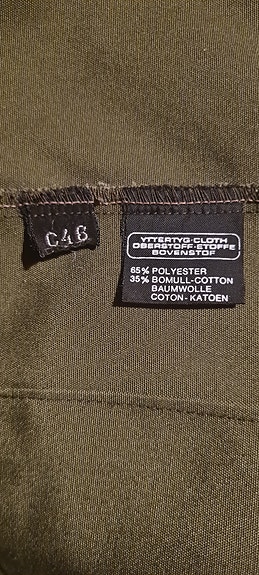 C46
YTTERTYG-CLOTH
OBERSTOFF-ETOFFE
BOVENSTOF
65% POLYESTER
35% BOMULL-COTTON
BAUMWOLLE
COTON-KATOEN